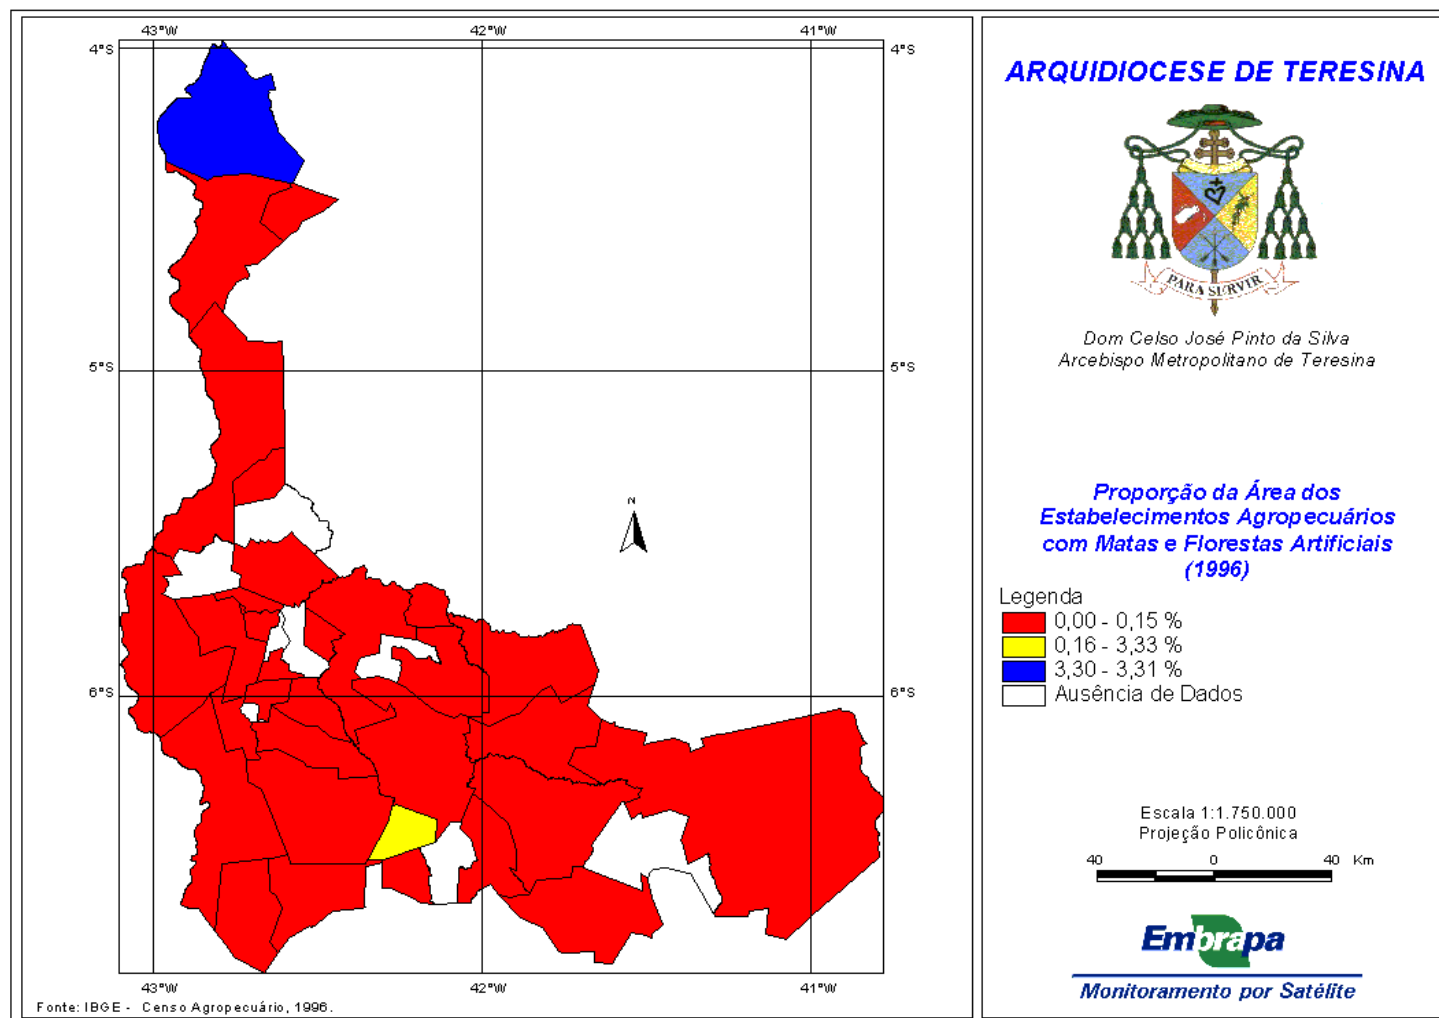 43°W 42°W 41°W
4°S 4°S
5°S 5°S
6°S 6°S
43°W 42°W 41°W
N
Fonte: IBGE - Censo Agropecuário, 1996.
ARQUIDIOCESE DE TERESINA
PARA SERVIR
Dom Celso José Pinto da Silva
Arcebispo Metropolitano de Teresina
Proporção da Área dos
Estabelecimentos Agropecuários
com Matas e Florestas Artificiais
(1996)
Legenda
0,00 - 0,15 %
0,16 - 3,33 %
3,30 - 3,31 %
Ausência de Dados
Escala 1:1.750.000
Projeção Policônica
40 0 40 Km
Embrapa
Monitoramento por Satélite